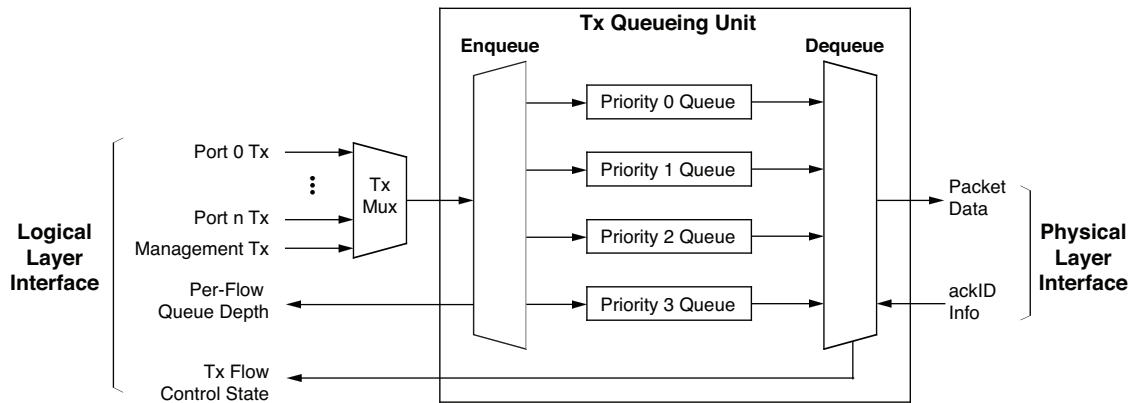 Tx Queueing Unit
Enqueue
Dequeue
Priority 0 Queue
Priority 1 Queue
Priority 2 Queue
Priority 3 Queue
Logical
Layer
Interface
Port 0 Tx
Port n Tx
Management Tx
Per-Flow
Queue Depth
Tx Flow
Control State
Tx
Mux
Packet
Data
ackID
Info
Physical
Layer
Interface